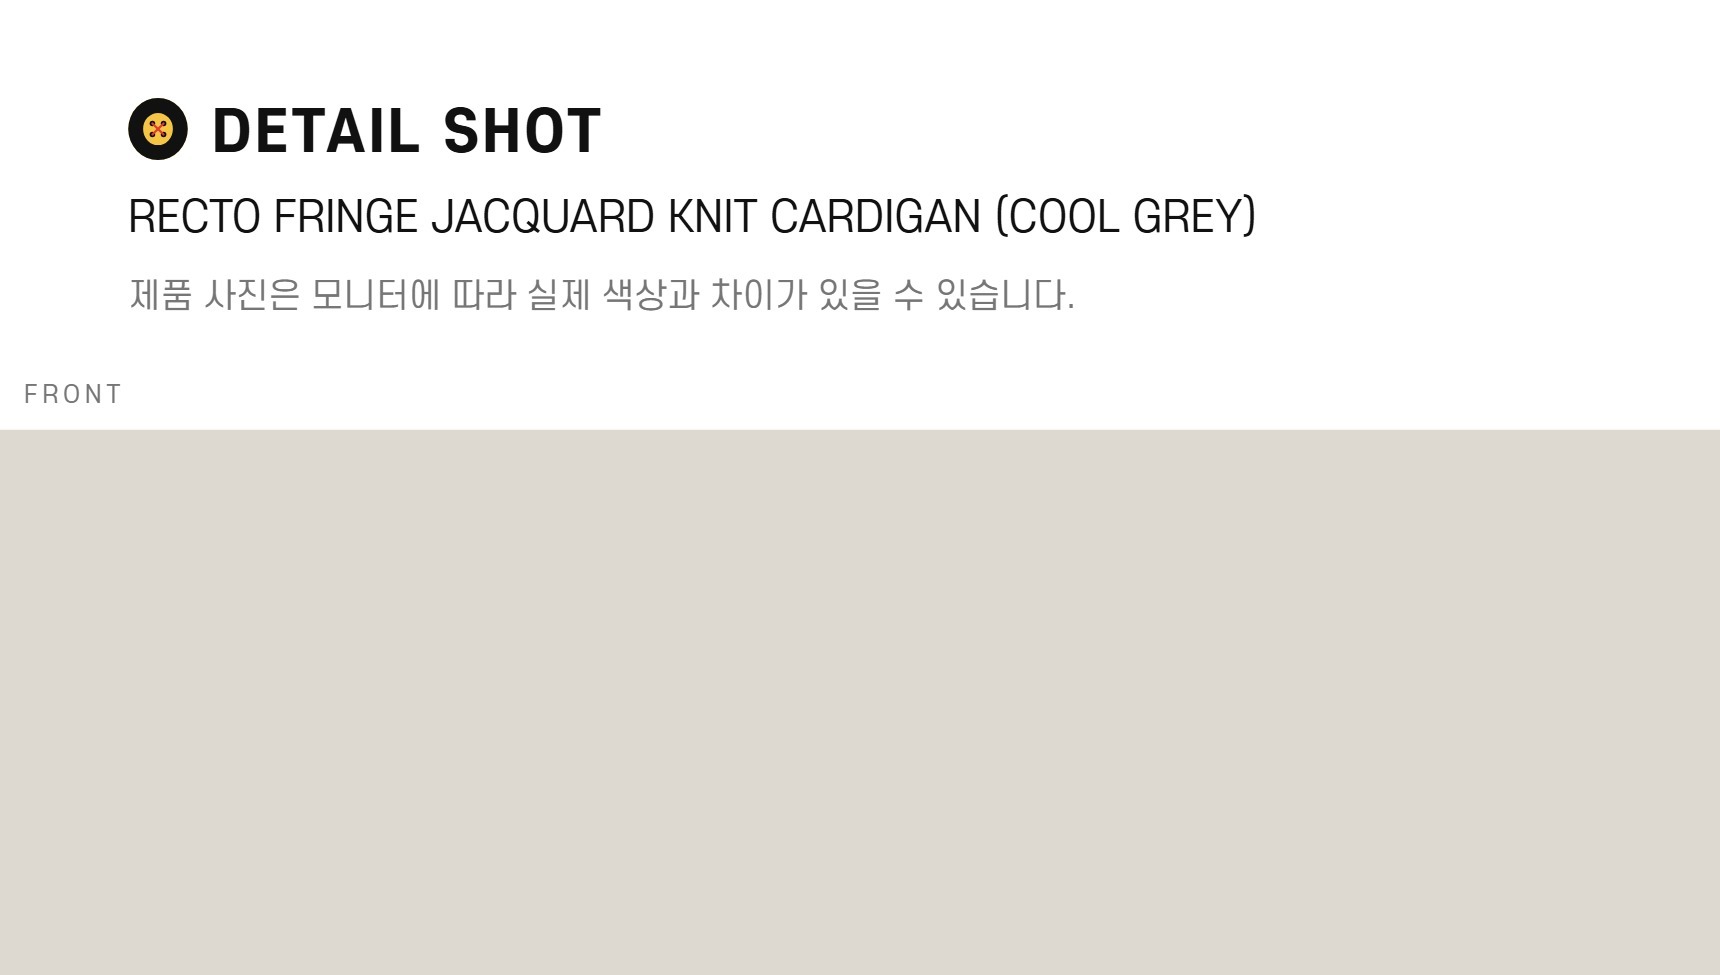 DETAIL SHOT
RECTO FRINGE JACQUARD KNIT CARDIGAN (COOL GREY)
제품 사진은 모니터에 따라 실제 색상과 차이가 있을 수 있습니다.
FRONT